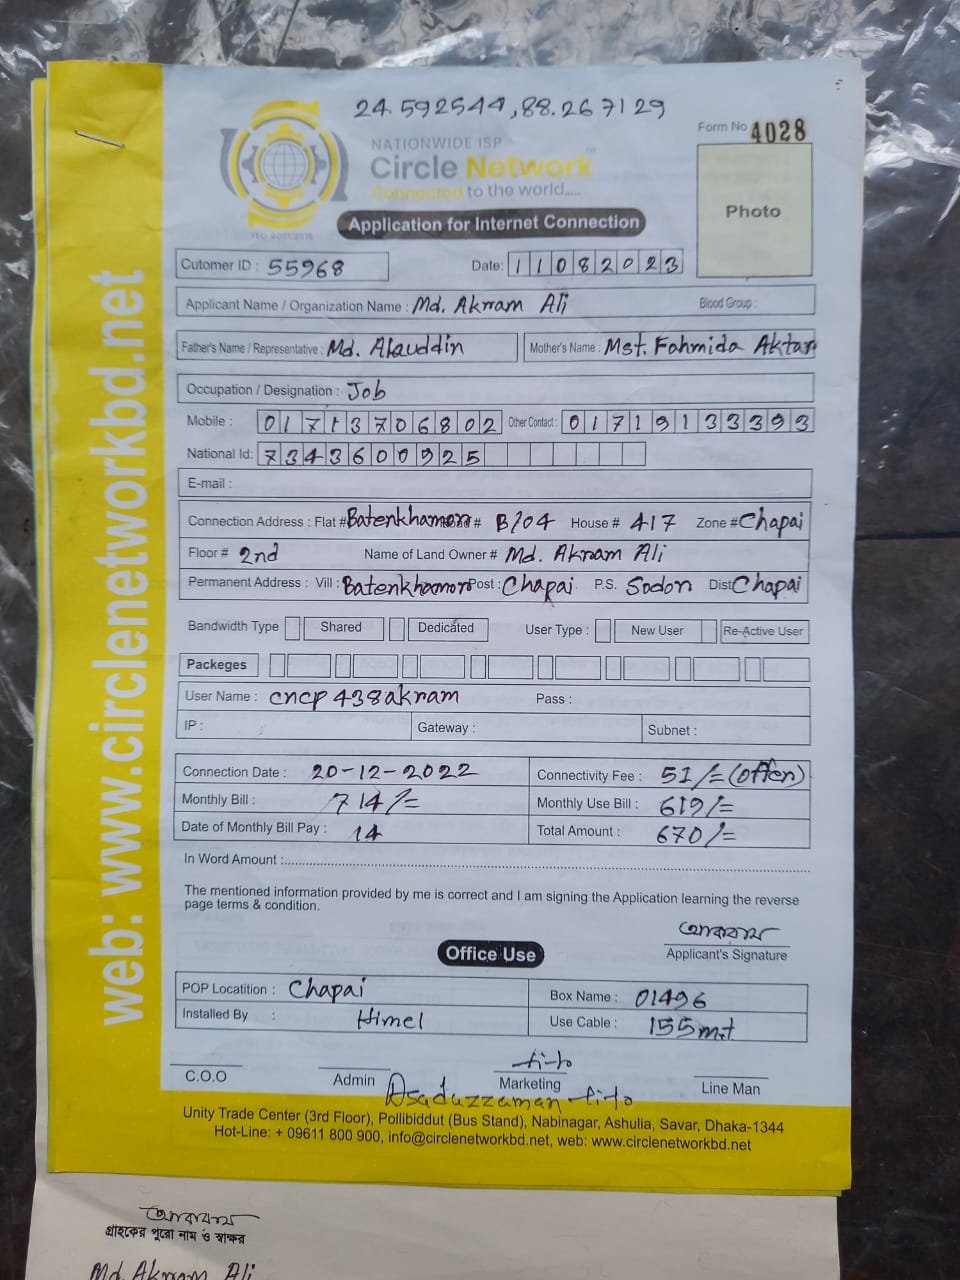 24.592544,88.267129
NATIONWIDE ISP
Circle Network™
Connected to the world.....
ISO 9001:2015
Form No 4028
Photo
Application for Internet Connection
Cutomer ID : 55968
Date: 11082023
Applicant Name / Organization Name : Md. Akram Ali Blood Group :
Father's Name / Representative : Md. Alauddin Mother's Name : Mst. Fahmida Aktar
Occupation / Designation : Job
Mobile : 01713706802 Other Contact : 01719133393
National Id: 7343600925
E-mail :
Connection Address : Flat # Batenkhamor # B/04 House # 417 Zone # Chapai
Floor # 2nd Name of Land Owner # Md. Akram Ali
Permanent Address : Vill : Batenkhamor Post : Chapai P.S. Sodor Dist. Chapai
Bandwidth Type Shared Dedicated User Type : New User Re-Active User
Packeges
User Name : cncp438akram Pass :
IP : Gateway : Subnet :
Connection Date : 20-12-2022 Connectivity Fee : 51/= (offer)
Monthly Bill : 714/= Monthly Use Bill : 619/=
Date of Monthly Bill Pay : 14 Total Amount : 670/=
In Word Amount :
The mentioned information provided by me is correct and I am signing the Application learning the reverse
page terms & condition.
Applicant's Signature
Office Use
POP Locatition : Chapai Box Name : 01496
Installed By : Himel Use Cable : 155mt
C.O.O Admin tito Marketing Line Man
Asaduzzaman tito
Unity Trade Center (3rd Floor), Pollibiddut (Bus Stand), Nabinagar, Ashulia, Savar, Dhaka-1344
Hot-Line: + 09611 800 900, info@circlenetworkbd.net, web: www.circlenetworkbd.net
web: www.circlenetworkbd.net
গ্রাহকের পুরো নাম ও স্বাক্ষর
Md. Akram Ali